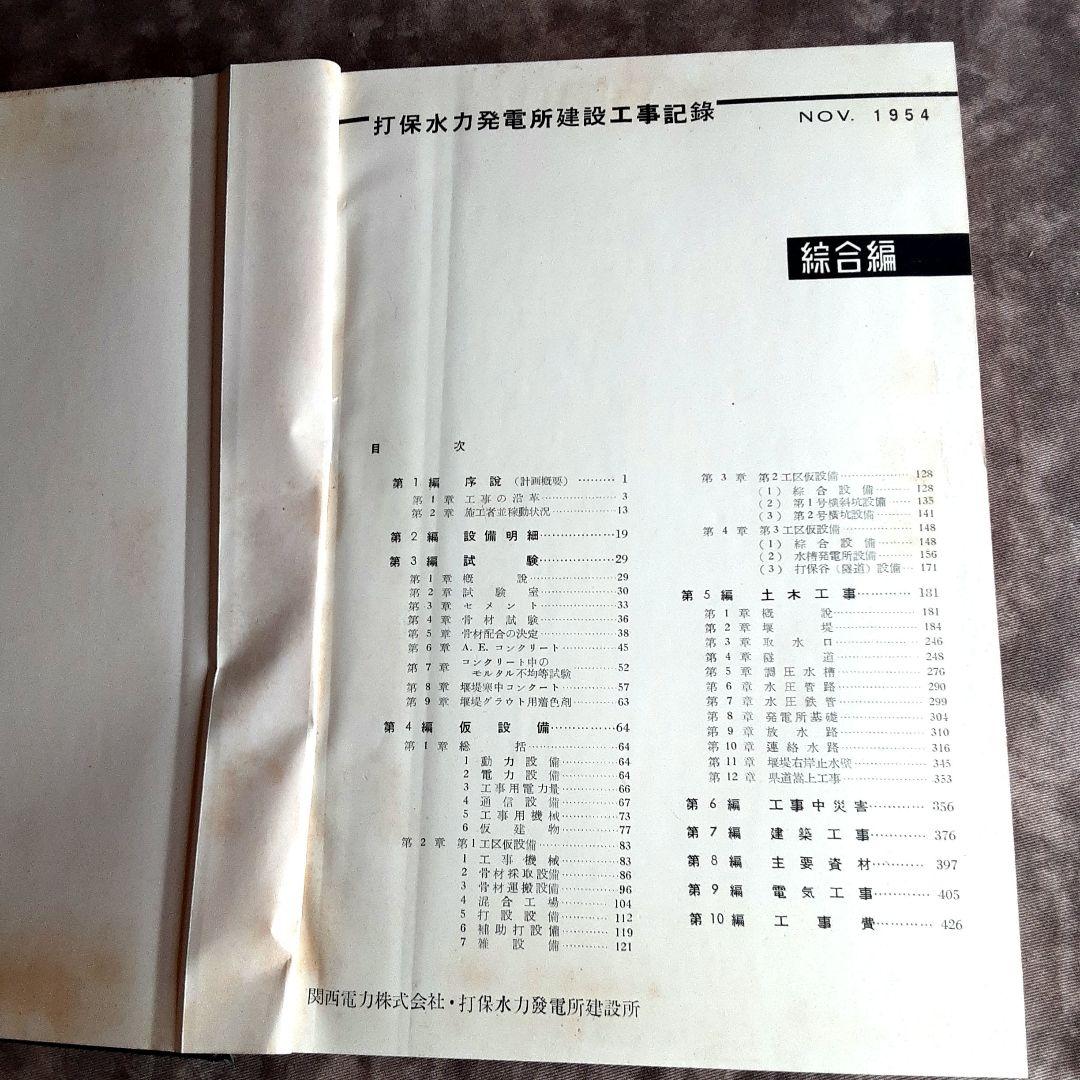 打保水力発電所建設工事記錄
NOV. 1954
綜合編
目 次
第1編 序說（計画概要）………1
第1章 工事の沿革………3
第2章 施工者並稼動状況………13
第2編 設備明細………19
第3編 試験………29
第1章 概説………29
第2章 試験室………30
第3章 セメント………33
第4章 骨材試験………36
第5章 骨材配合の決定………38
第6章 A.E.コンクリート………45
第7章 コンクリート中の
モルタル不均等試験………52
第8章 堰堤寒中コンクート………57
第9章 堰堤グラウト用着色剤………63
第4編 仮設備………64
第1章 総括………64
1 動力設備………64
2 電力設備………64
3 工事用電力量………66
4 通信設備………67
5 工事用機械………73
6 仮建物………77
第2章 第1工区仮設備………83
1 工事機械………83
2 骨材採取設備………86
3 骨材運搬設備………96
4 混合工場………104
5 打設設備………112
6 補助打設備………119
7 雑設備………121
第3章 第2工区仮設備………128
(1) 綜合設備………128
(2) 第1号横斜坑設備………135
(3) 第2号横坑設備………141
第4章 第3工区仮設備………148
(1) 綜合設備………148
(2) 水槽発電所設備………156
(3) 打保谷（隧道）設備………171
第5編 土木工事………181
第1章 概説………181
第2章 堰堤………184
第3章 取水口………246
第4章 隧道………248
第5章 調圧水槽………276
第6章 水圧管路………290
第7章 水圧鉄管………299
第8章 発電所基礎………304
第9章 放水路………310
第10章 連絡水路………316
第11章 堰堤右岸止水壁………345
第12章 県道嵩上工事………353
第6編 工事中災害………356
第7編 建築工事………376
第8編 主要資材………397
第9編 電気工事………405
第10編 工事費………426
関西電力株式会社・打保水力發電所建設所